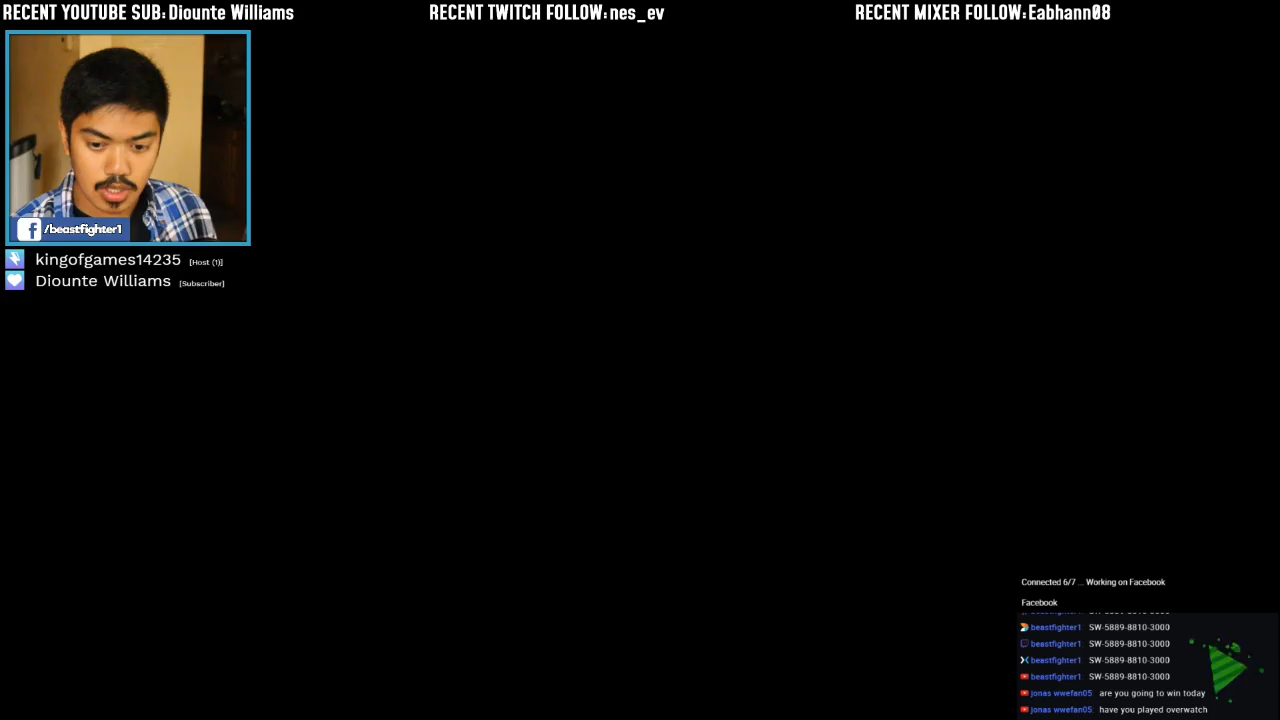 RECENT YOUTUBE SUB: Diounte Williams
RECENT TWITCH FOLLOW: nes_ev
RECENT MIXER FOLLOW: Eabhann08
/beastfighter1
kingofgames14235 [Host (1)]
Diounte Williams [Subscriber]
Connected 6/7 ... Working on Facebook
Facebook
beastfighter1 SW-5889-8810-3000
beastfighter1 SW-5889-8810-3000
beastfighter1 SW-5889-8810-3000
beastfighter1 SW-5889-8810-3000
jonas wwefan05 are you going to win today
jonas wwefan05 have you played overwatch